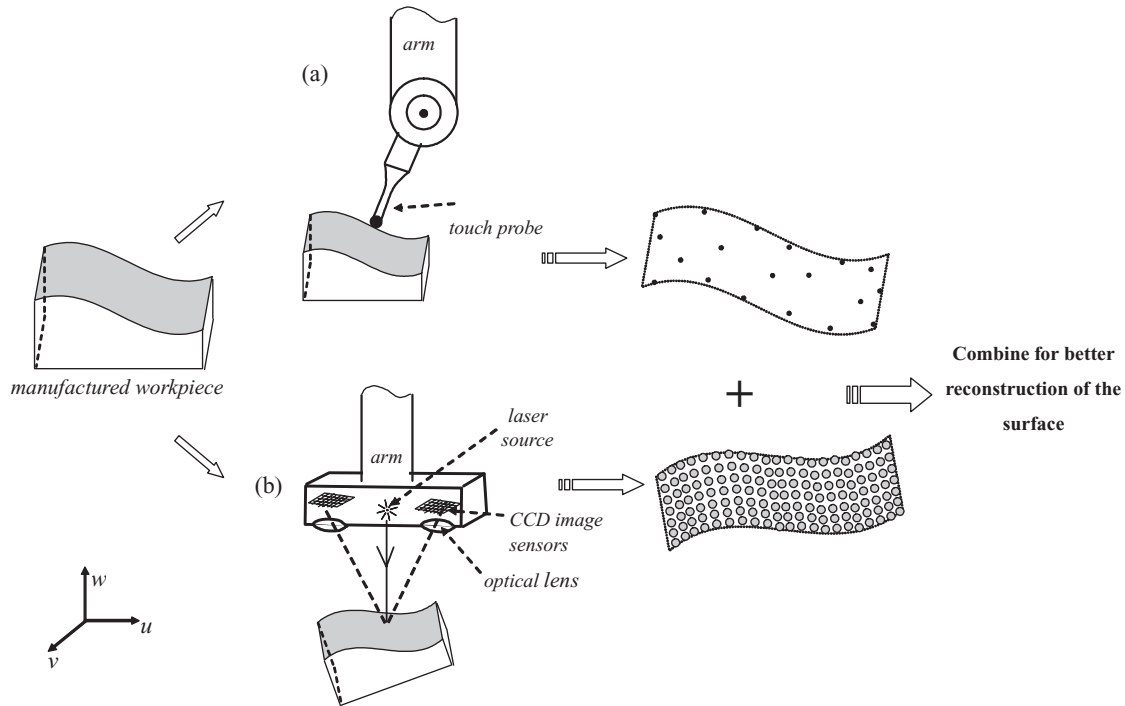 arm
(a)
touch probe
manufactured workpiece
Combine for better
reconstruction of the
surface
+
laser
source
arm
(b)
CCD image
sensors
optical lens
w
u
v